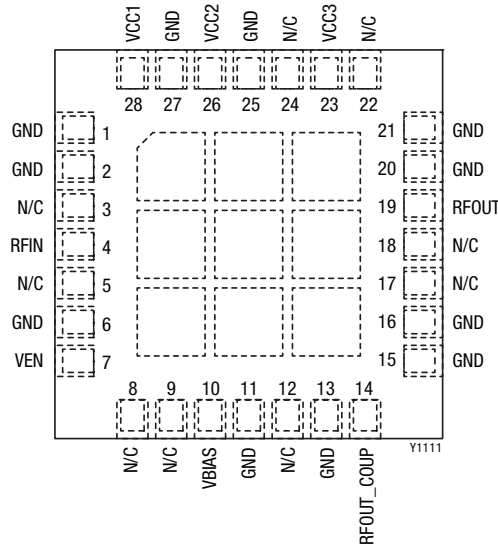 VCC1
GND
VCC2
GND
N/C
VCC3
N/C
28
27
26
25
24
23
22
GND
1
21
GND
GND
2
20
GND
N/C
3
19
RFOUT
RFIN
4
18
N/C
N/C
5
17
N/C
GND
6
16
GND
VEN
7
15
GND
8
9
10
11
12
13
14
N/C
N/C
VBIAS
GND
N/C
GND
RFOUT_COUP
Y1111